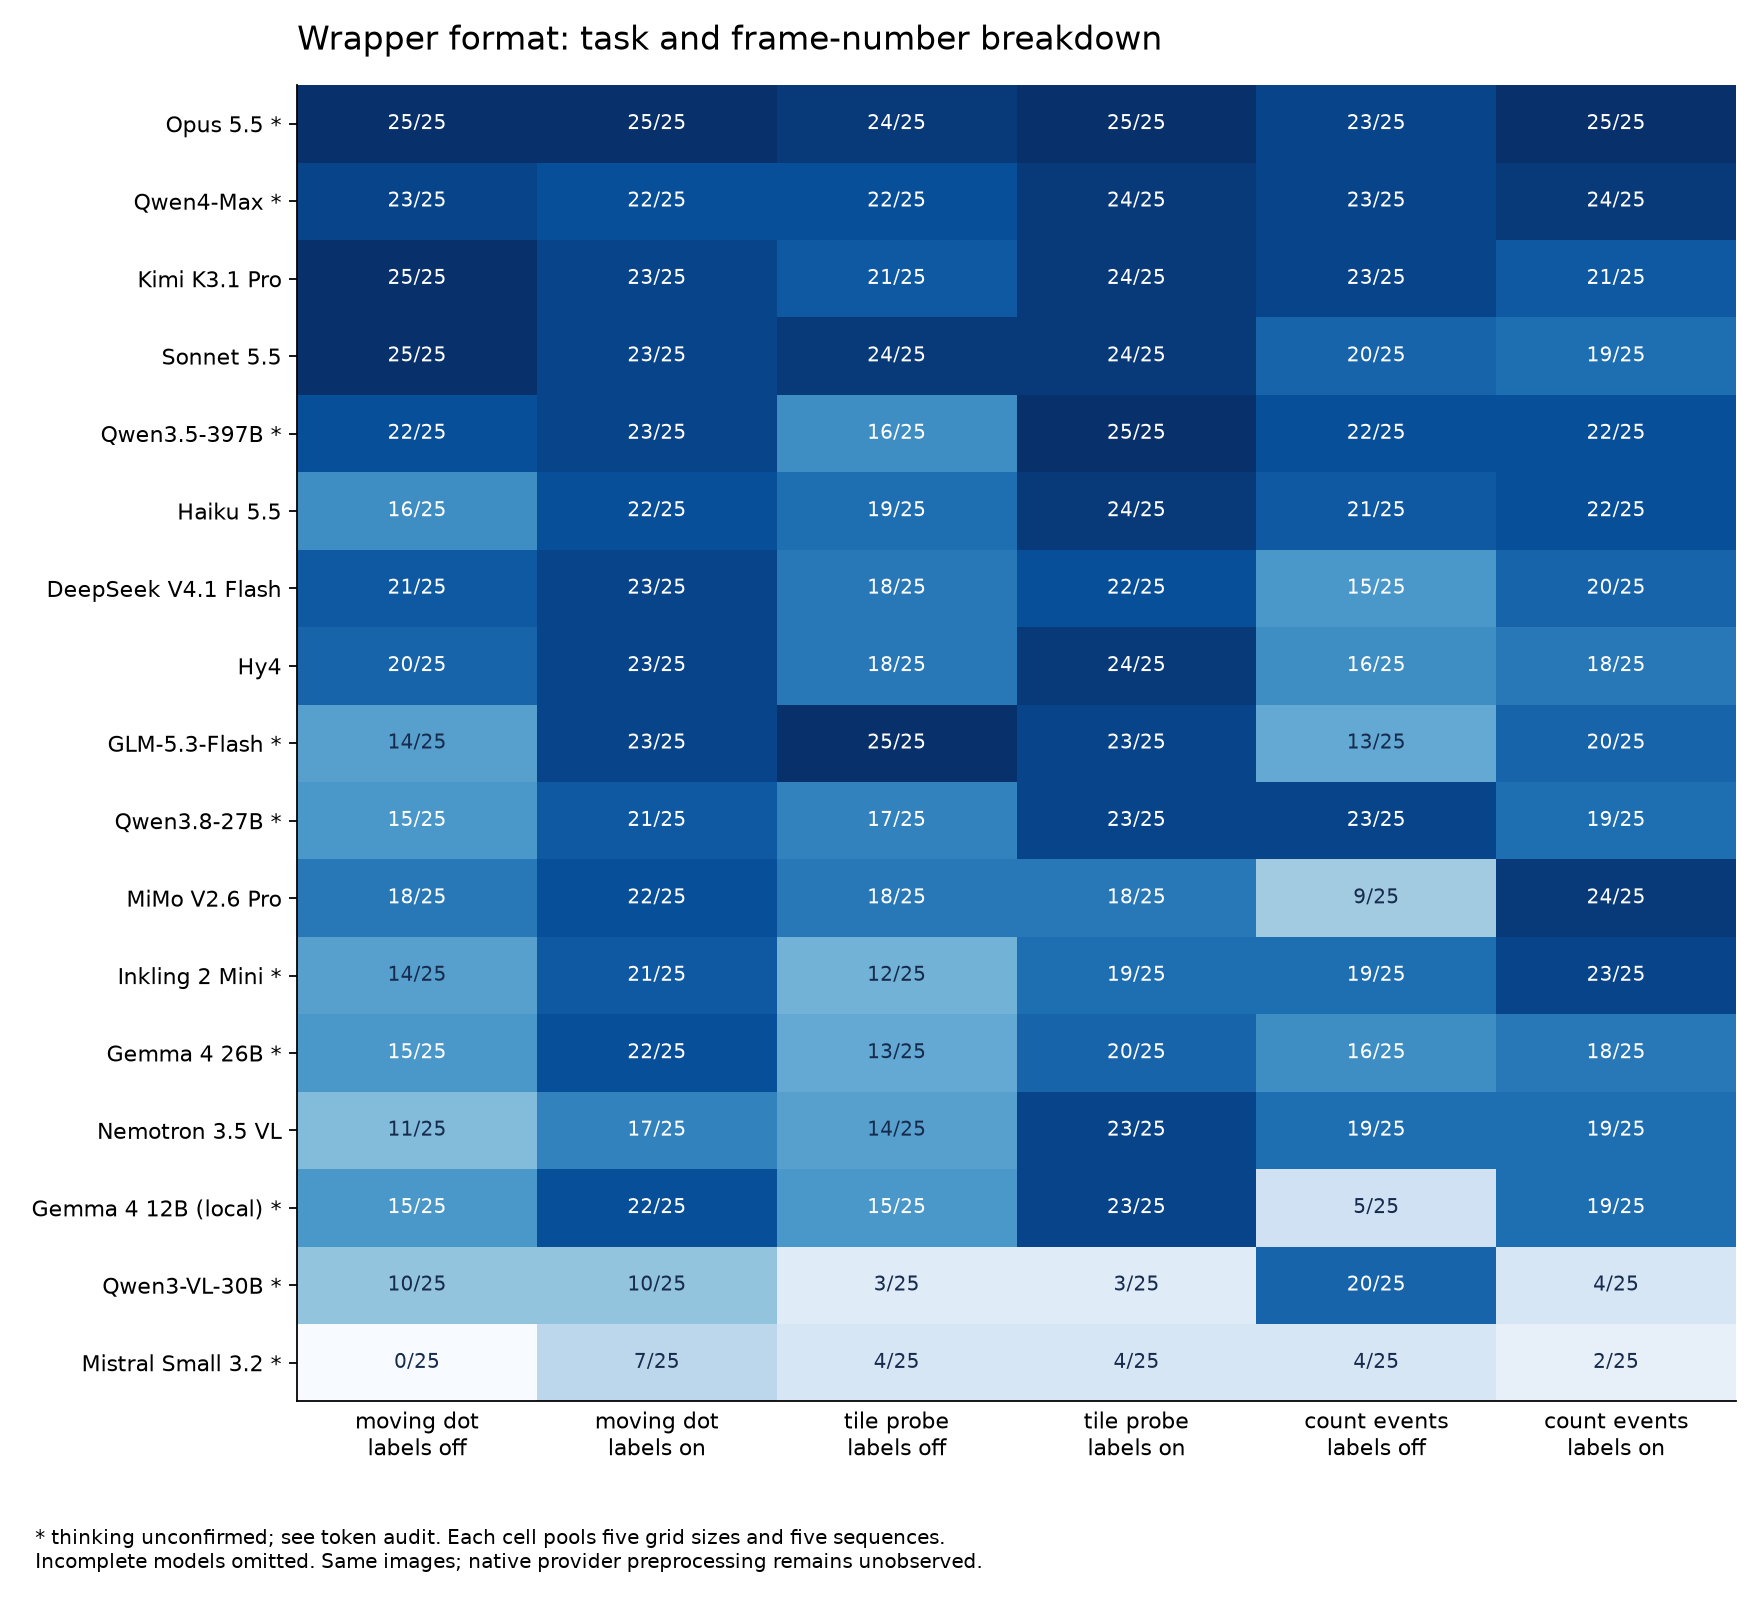 Wrapper format: task and frame-number breakdown
Opus 5.5 * 25/25 25/25 24/25 25/25 23/25 25/25
Qwen4-Max * 23/25 22/25 22/25 24/25 23/25 24/25
Kimi K3.1 Pro 25/25 23/25 21/25 24/25 23/25 21/25
Sonnet 5.5 25/25 23/25 24/25 24/25 20/25 19/25
Qwen3.5-397B * 22/25 23/25 16/25 25/25 22/25 22/25
Haiku 5.5 16/25 22/25 19/25 24/25 21/25 22/25
DeepSeek V4.1 Flash 21/25 23/25 18/25 22/25 15/25 20/25
Hy4 20/25 23/25 18/25 24/25 16/25 18/25
GLM-5.3-Flash * 14/25 23/25 25/25 23/25 13/25 20/25
Qwen3.8-27B * 15/25 21/25 17/25 23/25 23/25 19/25
MiMo V2.6 Pro 18/25 22/25 18/25 18/25 9/25 24/25
Inkling 2 Mini * 14/25 21/25 12/25 19/25 19/25 23/25
Gemma 4 26B * 15/25 22/25 13/25 20/25 16/25 18/25
Nemotron 3.5 VL 11/25 17/25 14/25 23/25 19/25 19/25
Gemma 4 12B (local) * 15/25 22/25 15/25 23/25 5/25 19/25
Qwen3-VL-30B * 10/25 10/25 3/25 3/25 20/25 4/25
Mistral Small 3.2 * 0/25 7/25 4/25 4/25 4/25 2/25
moving dot moving dot tile probe tile probe count events count events
labels off labels on labels off labels on labels off labels on
* thinking unconfirmed; see token audit. Each cell pools five grid sizes and five sequences.
Incomplete models omitted. Same images; native provider preprocessing remains unobserved.